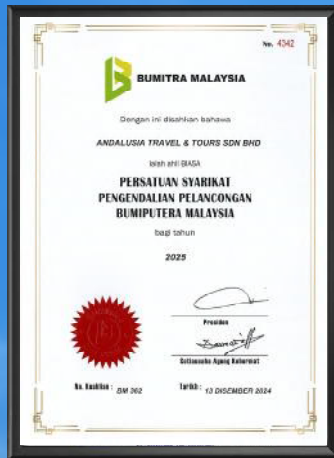 No. 4342
BUMITRA MALAYSIA
Dengan ini disahkan bahawa
ANDALUSIA TRAVEL & TOURS SDN BHD
ialah ahli BIASA
PERSATUAN SYARIKAT
PENGENDALIAN PELANCONGAN
BUMIPUTERA MALAYSIA
bagi tahun
2025
Presiden
Setiausaha Agung Kehormat
No. Keahlian : BM 362
Tarikh : 13 DISEMBER 2024